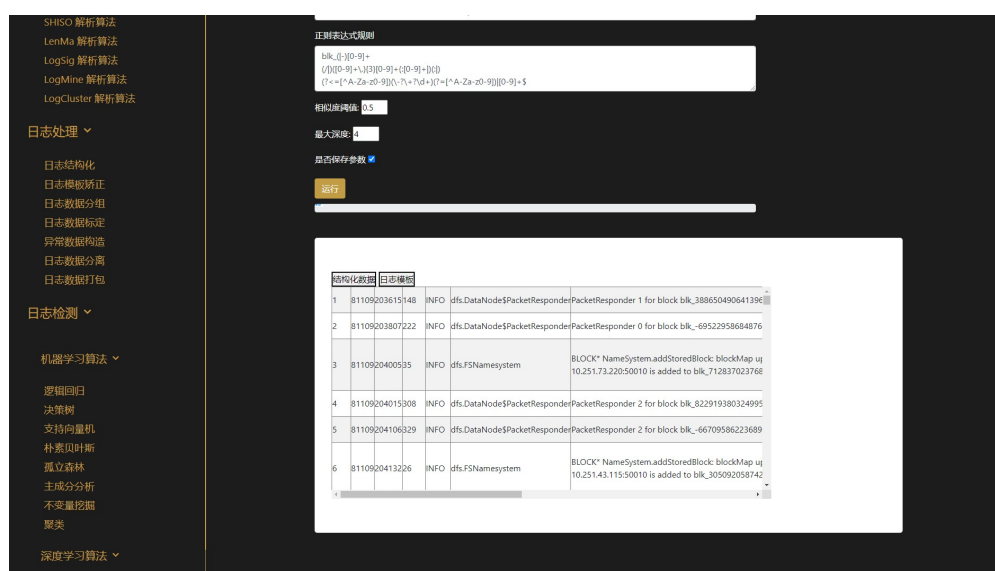 SHISO 解析算法
LenMa 解析算法
LogSig 解析算法
LogMine 解析算法
LogCluster 解析算法
日志处理
日志结构化
日志模板矫正
日志数据分组
日志数据标定
异常数据构造
日志数据分离
日志数据打包
日志检测
机器学习算法
逻辑回归
决策树
支持向量机
朴素贝叶斯
孤立森林
主成分分析
不变量挖掘
聚类
深度学习算法
正则表达式规则
blk_(|-)[0-9]+
(/|)([0-9]+\.){3}[0-9]+(:[0-9]+|)(:|)
(?<=[^A-Za-z0-9])(\-?\+?\d+)(?=[^A-Za-z0-9])|[0-9]+$
相似度阈值: 0.5
最大深度: 4
是否保存参数
运行
结构化数据 日志模板
1 81109 203615 148 INFO dfs.DataNode$PacketResponder PacketResponder 1 for block blk_38865049064139
2 81109 203807 222 INFO dfs.DataNode$PacketResponder PacketResponder 0 for block blk_-69522958684876
3 81109 204005 35 INFO dfs.FSNamesystem BLOCK* NameSystem.addStoredBlock: blockMap up
10.251.73.220:50010 is added to blk_712837023768
4 81109 204015 308 INFO dfs.DataNode$PacketResponder PacketResponder 2 for block blk_822919380324995
5 81109 204106 329 INFO dfs.DataNode$PacketResponder PacketResponder 2 for block blk_-66709586223689
6 81109 204132 26 INFO dfs.FSNamesystem BLOCK* NameSystem.addStoredBlock: blockMap up
10.251.43.115:50010 is added to blk_305092058742